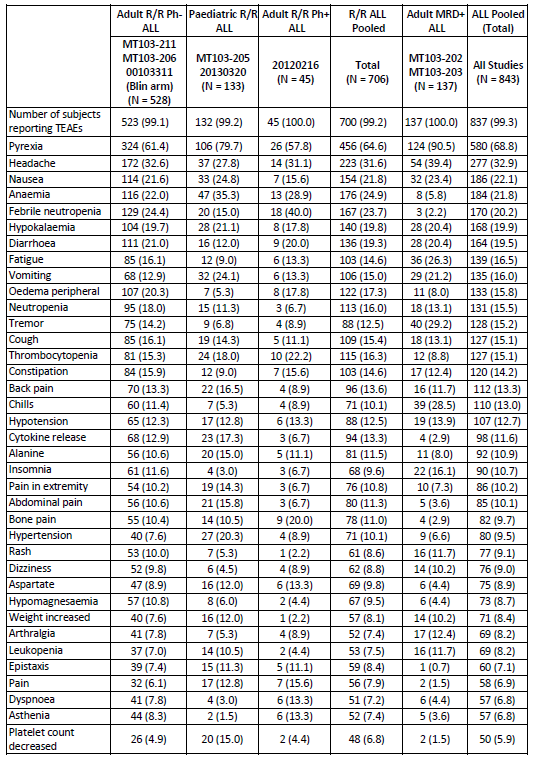 Adult R/R Ph- ALL Paediatric R/R ALL Adult R/R Ph+ ALL R/R ALL Pooled Adult MRD+ ALL ALL Pooled (Total)
MT103-211 MT103-206 00103311 (Blin arm) (N = 528) MT103-205 20130320 (N = 133) 20120216 (N = 45) Total (N = 706) MT103-202 MT103-203 (N = 137) All Studies (N = 843)
Number of subjects reporting TEAEs 523 (99.1) 132 (99.2) 45 (100.0) 700 (99.2) 137 (100.0) 837 (99.3)
Pyrexia 324 (61.4) 106 (79.7) 26 (57.8) 456 (64.6) 124 (90.5) 580 (68.8)
Headache 172 (32.6) 37 (27.8) 14 (31.1) 223 (31.6) 54 (39.4) 277 (32.9)
Nausea 114 (21.6) 33 (24.8) 7 (15.6) 154 (21.8) 32 (23.4) 186 (22.1)
Anaemia 116 (22.0) 47 (35.3) 13 (28.9) 176 (24.9) 8 (5.8) 184 (21.8)
Febrile neutropenia 129 (24.4) 20 (15.0) 18 (40.0) 167 (23.7) 3 (2.2) 170 (20.2)
Hypokalaemia 104 (19.7) 28 (21.1) 8 (17.8) 140 (19.8) 28 (20.4) 168 (19.9)
Diarrhoea 111 (21.0) 16 (12.0) 9 (20.0) 136 (19.3) 28 (20.4) 164 (19.5)
Fatigue 85 (16.1) 12 (9.0) 6 (13.3) 103 (14.6) 36 (26.3) 139 (16.5)
Vomiting 68 (12.9) 32 (24.1) 6 (13.3) 106 (15.0) 29 (21.2) 135 (16.0)
Oedema peripheral 107 (20.3) 7 (5.3) 8 (17.8) 122 (17.3) 11 (8.0) 133 (15.8)
Neutropenia 95 (18.0) 15 (11.3) 3 (6.7) 113 (16.0) 18 (13.1) 131 (15.5)
Tremor 75 (14.2) 9 (6.8) 4 (8.9) 88 (12.5) 40 (29.2) 128 (15.2)
Cough 85 (16.1) 19 (14.3) 5 (11.1) 109 (15.4) 18 (13.1) 127 (15.1)
Thrombocytopenia 81 (15.3) 24 (18.0) 10 (22.2) 115 (16.3) 12 (8.8) 127 (15.1)
Constipation 84 (15.9) 12 (9.0) 7 (15.6) 103 (14.6) 17 (12.4) 120 (14.2)
Back pain 70 (13.3) 22 (16.5) 4 (8.9) 96 (13.6) 16 (11.7) 112 (13.3)
Chills 60 (11.4) 7 (5.3) 4 (8.9) 71 (10.1) 39 (28.5) 110 (13.0)
Hypotension 65 (12.3) 17 (12.8) 6 (13.3) 88 (12.5) 19 (13.9) 107 (12.7)
Cytokine release 68 (12.9) 23 (17.3) 3 (6.7) 94 (13.3) 4 (2.9) 98 (11.6)
Alanine 56 (10.6) 20 (15.0) 5 (11.1) 81 (11.5) 11 (8.0) 92 (10.9)
Insomnia 61 (11.6) 4 (3.0) 3 (6.7) 68 (9.6) 22 (16.1) 90 (10.7)
Pain in extremity 54 (10.2) 19 (14.3) 3 (6.7) 76 (10.8) 10 (7.3) 86 (10.2)
Abdominal pain 56 (10.6) 21 (15.8) 3 (6.7) 80 (11.3) 5 (3.6) 85 (10.1)
Bone pain 55 (10.4) 14 (10.5) 9 (20.0) 78 (11.0) 4 (2.9) 82 (9.7)
Hypertension 40 (7.6) 27 (20.3) 4 (8.9) 71 (10.1) 9 (6.6) 80 (9.5)
Rash 53 (10.0) 7 (5.3) 1 (2.2) 61 (8.6) 16 (11.7) 77 (9.1)
Dizziness 52 (9.8) 6 (4.5) 4 (8.9) 62 (8.8) 14 (10.2) 76 (9.0)
Aspartate 47 (8.9) 16 (12.0) 6 (13.3) 69 (9.8) 6 (4.4) 75 (8.9)
Hypomagnesaemia 57 (10.8) 8 (6.0) 2 (4.4) 67 (9.5) 6 (4.4) 73 (8.7)
Weight increased 40 (7.6) 16 (12.0) 1 (2.2) 57 (8.1) 14 (10.2) 71 (8.4)
Arthralgia 41 (7.8) 7 (5.3) 4 (8.9) 52 (7.4) 17 (12.4) 69 (8.2)
Leukopenia 37 (7.0) 14 (10.5) 2 (4.4) 53 (7.5) 16 (11.7) 69 (8.2)
Epistaxis 39 (7.4) 15 (11.3) 5 (11.1) 59 (8.4) 1 (0.7) 60 (7.1)
Pain 32 (6.1) 17 (12.8) 7 (15.6) 56 (7.9) 2 (1.5) 58 (6.9)
Dyspnoea 41 (7.8) 4 (3.0) 6 (13.3) 51 (7.2) 6 (4.4) 57 (6.8)
Asthenia 44 (8.3) 2 (1.5) 6 (13.3) 52 (7.4) 5 (3.6) 57 (6.8)
Platelet count decreased 26 (4.9) 20 (15.0) 2 (4.4) 48 (6.8) 2 (1.5) 50 (5.9)